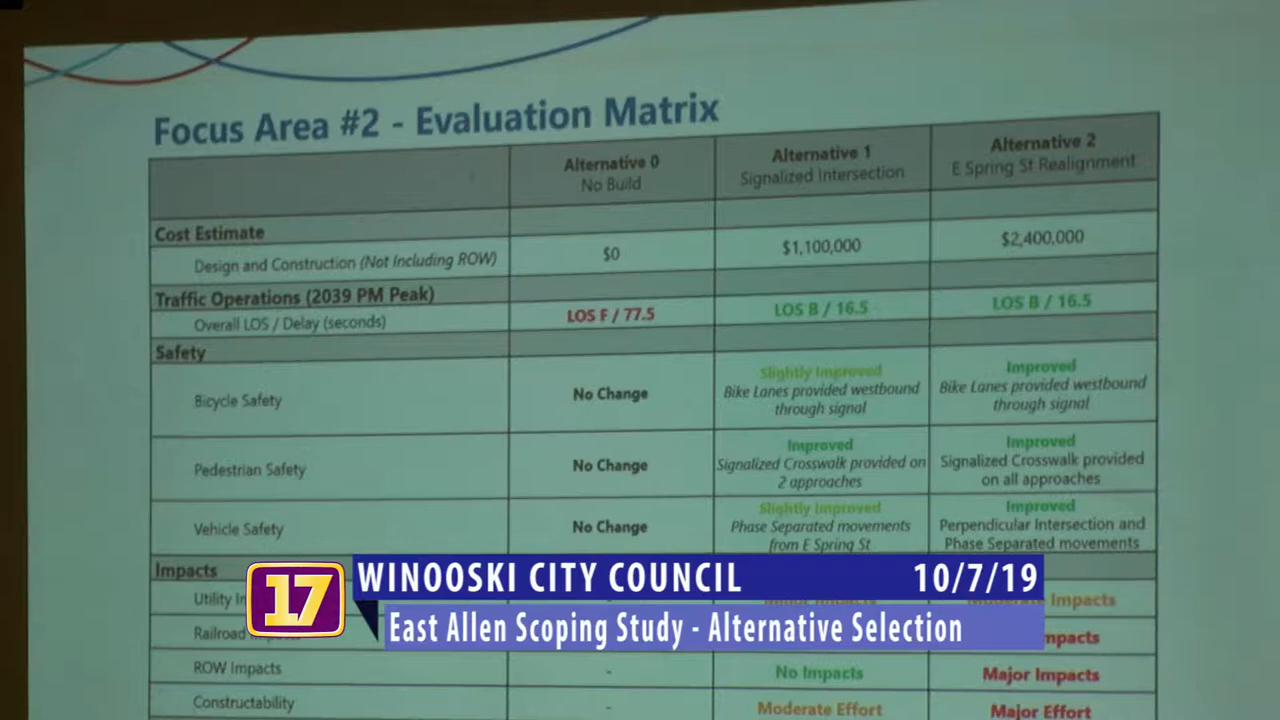 Focus Area #2 - Evaluation Matrix
Alternative 0
No Build
Alternative 1
Signalized Intersection
Alternative 2
E Spring St Realignment
Cost Estimate
Design and Construction (Not Including ROW)
$0
$1,100,000
$2,400,000
Traffic Operations (2039 PM Peak)
Overall LOS / Delay (seconds)
LOS F / 77.5
LOS B / 16.5
LOS B / 16.5
Safety
Bicycle Safety
No Change
Slightly Improved
Bike Lanes provided westbound
through signal
Improved
Bike Lanes provided westbound
through signal
Pedestrian Safety
No Change
Improved
Signalized Crosswalk provided on
2 approaches
Improved
Signalized Crosswalk provided
on all approaches
Vehicle Safety
No Change
Slightly Improved
Phase Separated movements
from E Spring St
Improved
Perpendicular Intersection and
Phase Separated movements
Impacts
Utility
Impacts
Railroad
ROW Impacts
-
No Impacts
Major Impacts
Constructability
-
Moderate Effort
Major Effort
17
WINOOSKI CITY COUNCIL
10/7/19
East Allen Scoping Study - Alternative Selection